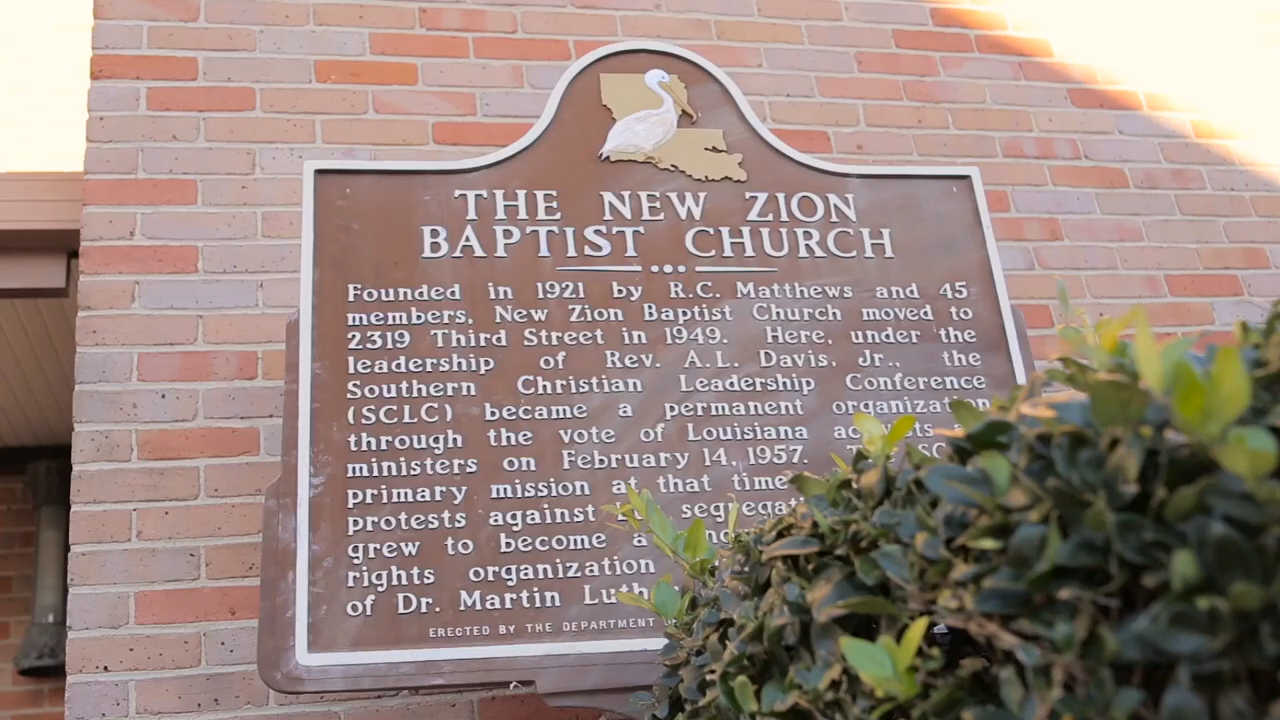 THE NEW ZION
BAPTIST CHURCH
Founded in 1921 by R.C. Matthews and 45
members, New Zion Baptist Church moved to
2319 Third Street in 1949. Here, under the
leadership of Rev. A.L. Davis, Jr., the
Southern Christian Leadership Conference
(SCLC) became a permanent organization
through the vote of Louisiana
ministers on February 14, 1957.
primary mission at that time
protests against
grew to become a
rights organization
of Dr. Martin
ERECTED BY THE DEPARTMENT